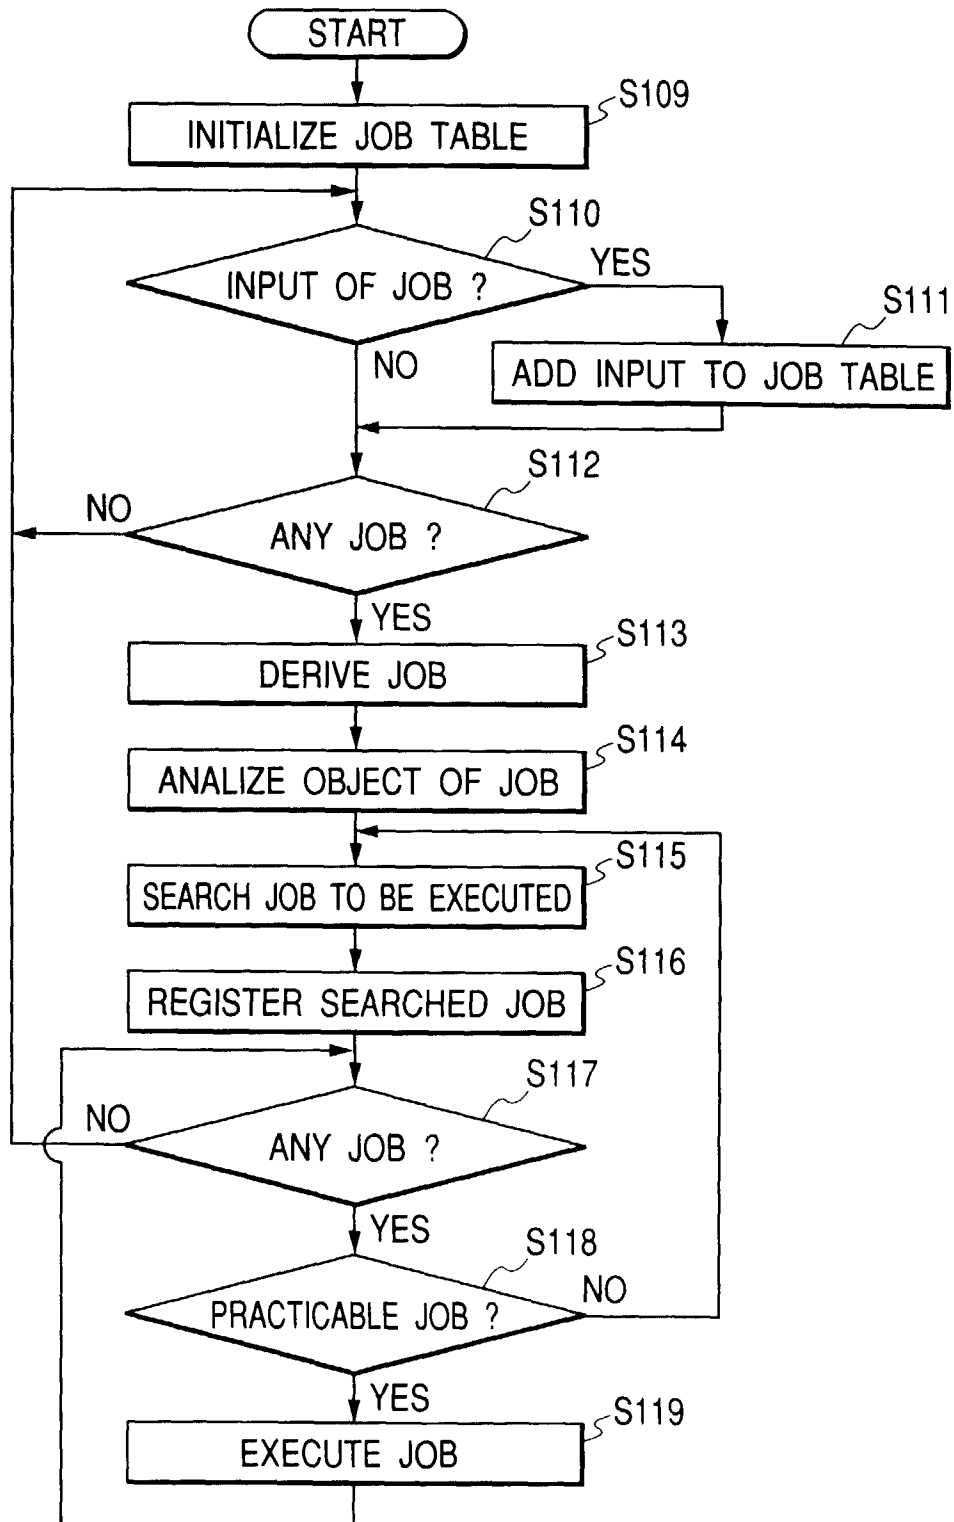 START
S109
INITIALIZE JOB TABLE
S110
INPUT OF JOB ?
YES
S111
NO
ADD INPUT TO JOB TABLE
S112
NO
ANY JOB ?
YES
S113
DERIVE JOB
S114
ANALIZE OBJECT OF JOB
S115
SEARCH JOB TO BE EXECUTED
S116
REGISTER SEARCHED JOB
S117
NO
ANY JOB ?
YES
S118
NO
PRACTICABLE JOB ?
YES
S119
EXECUTE JOB